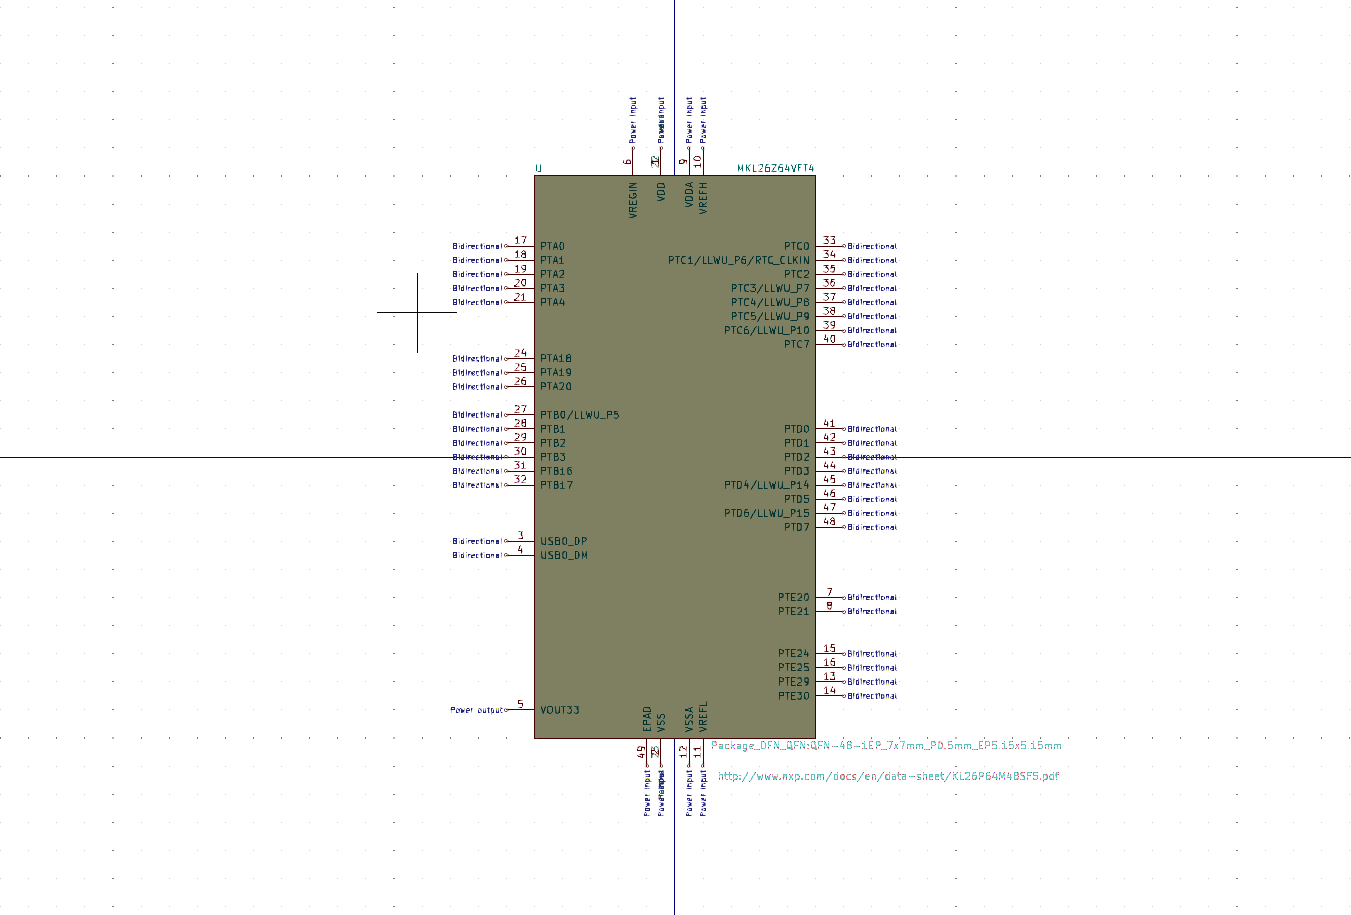 Power Input Power Input Power Input
6 9 10
U MKL26Z64VFT4
VREGIN VDD VDDA VREFH
Bidirectional 17 PTA0 PTC0 33 Bidirectional
Bidirectional 18 PTA1 PTC1/LLWU_P6/RTC_CLKIN 34 Bidirectional
Bidirectional 19 PTA2 PTC2 35 Bidirectional
Bidirectional 20 PTA3 PTC3/LLWU_P7 36 Bidirectional
Bidirectional 21 PTA4 PTC4/LLWU_P8 37 Bidirectional
PTC5/LLWU_P9 38 Bidirectional
PTC6/LLWU_P10 39 Bidirectional
PTC7 40 Bidirectional
Bidirectional 24 PTA18
Bidirectional 25 PTA19
Bidirectional 26 PTA20
Bidirectional 27 PTB0/LLWU_P5
Bidirectional 28 PTB1 PTD0 41 Bidirectional
Bidirectional 29 PTB2 PTD1 42 Bidirectional
Bidirectional 30 PTB3 PTD2 43 Bidirectional
Bidirectional 31 PTB16 PTD3 44 Bidirectional
Bidirectional 32 PTB17 PTD4/LLWU_P14 45 Bidirectional
PTD5 46 Bidirectional
PTD6/LLWU_P15 47 Bidirectional
PTD7 48 Bidirectional
Bidirectional 3 USB0_DP
Bidirectional 4 USB0_DM
PTE20 7 Bidirectional
PTE21 8 Bidirectional
PTE24 15 Bidirectional
PTE25 16 Bidirectional
PTE29 13 Bidirectional
PTE30 14 Bidirectional
Power output 5 VOUT33
EPAD VSS VSSA VREFL
49 12 11
Package_DFN_QFN:QFN-48-1EP_7x7mm_P0.5mm_EP5.15x5.15mm
http://www.nxp.com/docs/en/data-sheet/KL26P64M48SF5.pdf
Power Input Power Input Power Input